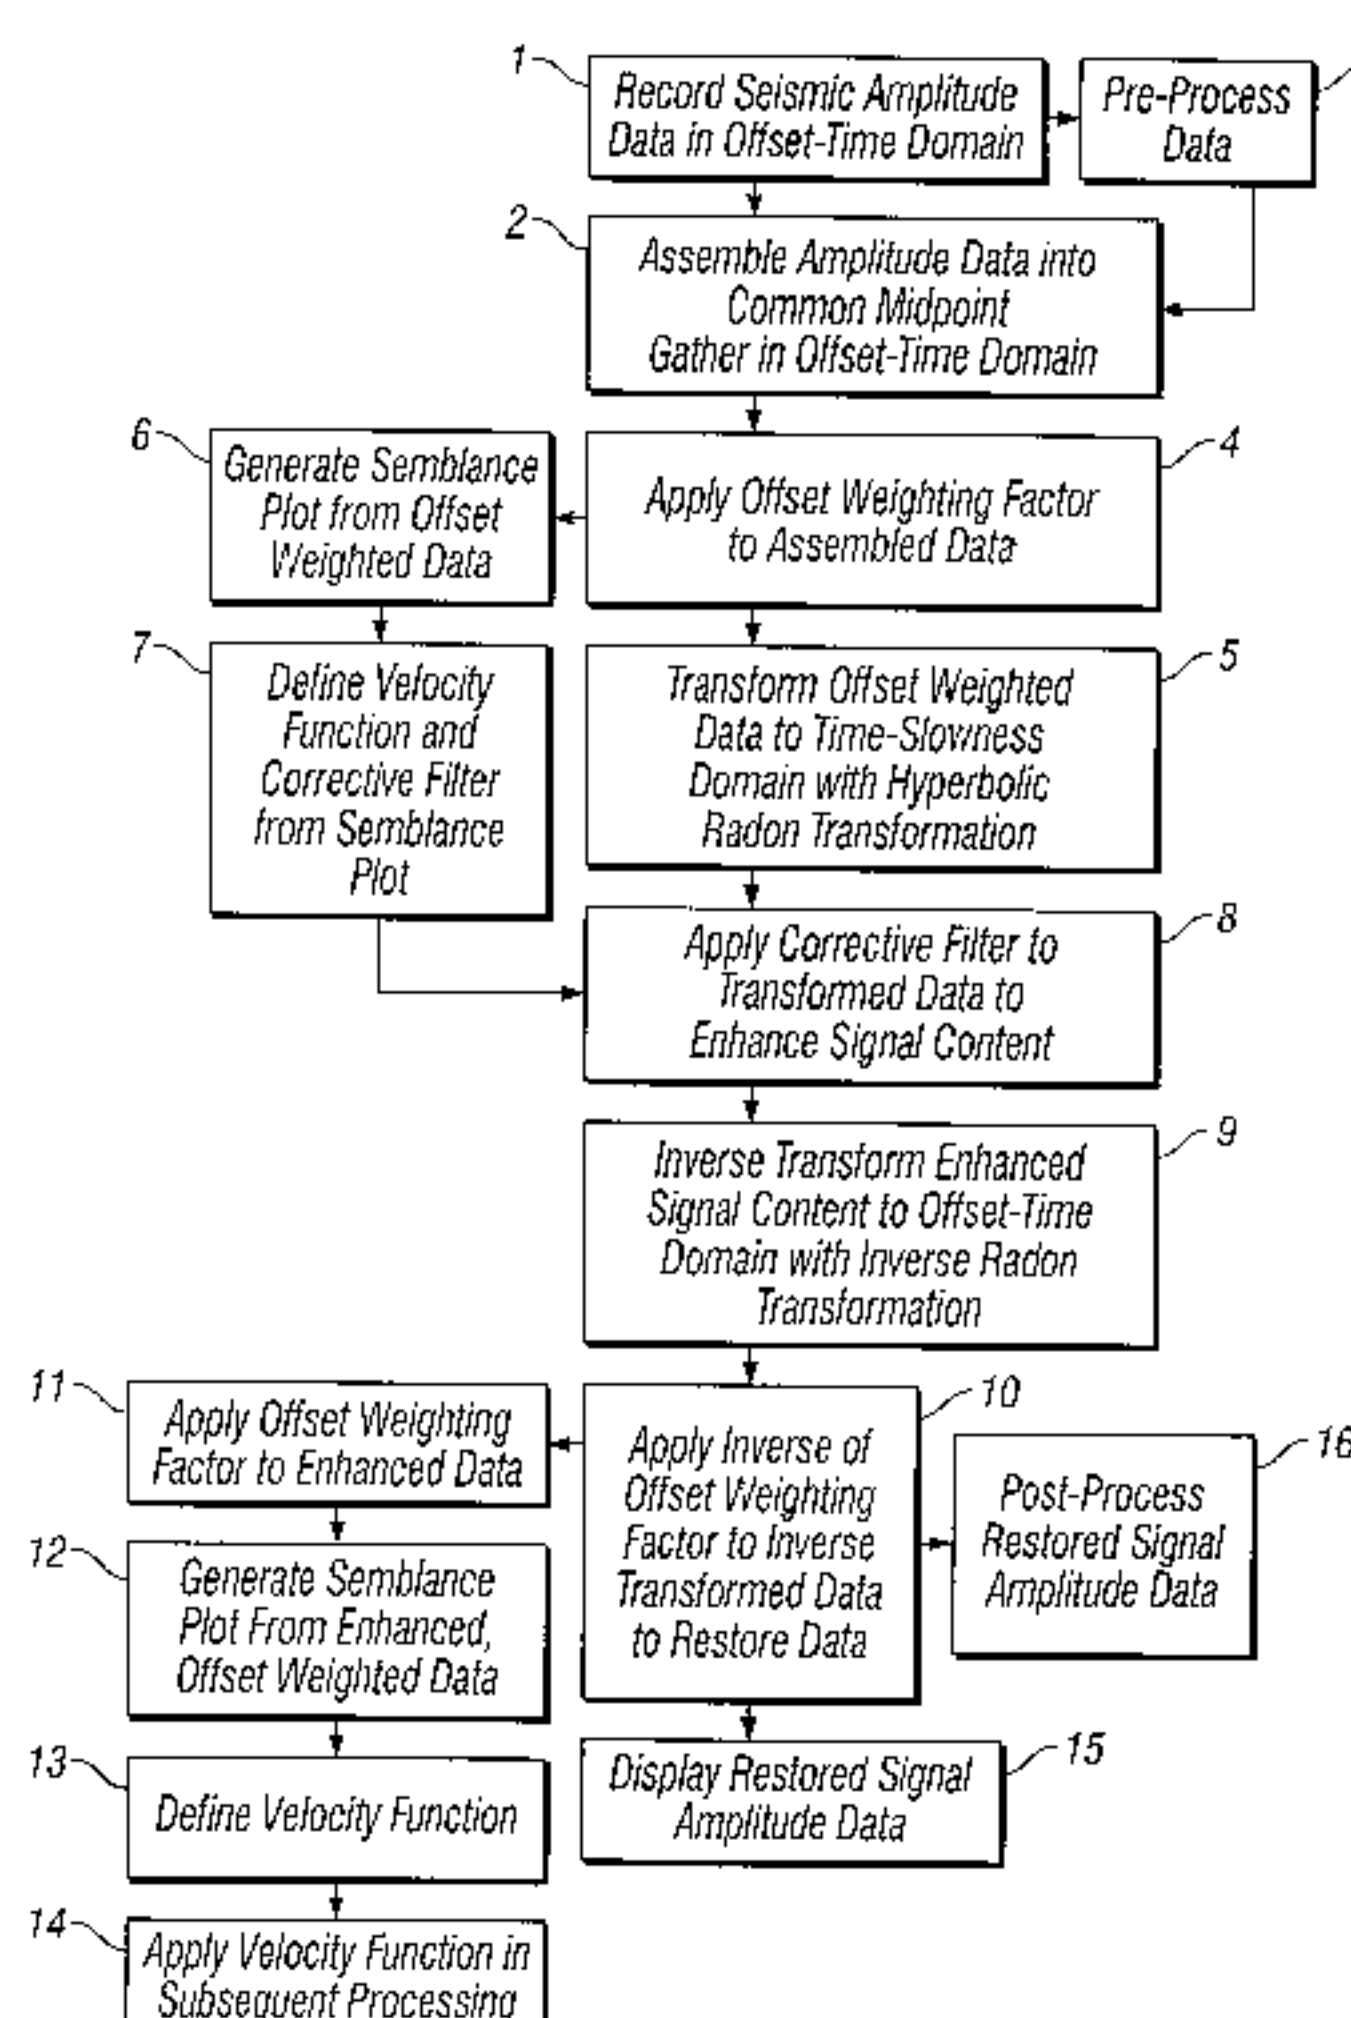 1
Record Seismic Amplitude
Data in Offset-Time Domain
Pre-Process
Data
2
Assemble Amplitude Data into
Common Midpoint
Gather in Offset-Time Domain
6
Generate Semblance
Plot from Offset
Weighted Data
4
Apply Offset Weighting Factor
to Assembled Data
7
Define Velocity
Function and
Corrective Filter
from Semblance
Plot
5
Transform Offset Weighted
Data to Time-Slowness
Domain with Hyperbolic
Radon Transformation
8
Apply Corrective Filter to
Transformed Data to
Enhance Signal Content
9
Inverse Transform Enhanced
Signal Content to Offset-Time
Domain with Inverse Radon
Transformation
11
Apply Offset Weighting
Factor to Enhanced Data
10
Apply Inverse of
Offset Weighting
Factor to Inverse
Transformed Data
to Restore Data
16
Post-Process
Restored Signal
Amplitude Data
12
Generate Semblance
Plot From Enhanced,
Offset Weighted Data
13
Define Velocity Function
15
Display Restored Signal
Amplitude Data
14
Apply Velocity Function in
Subsequent Processing